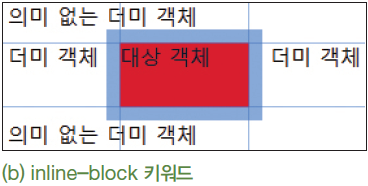 의미 없는 더미 객체
더미 객체 대상 객체 더미 객체
의미 없는 더미 객체
(b) inline-block 키워드